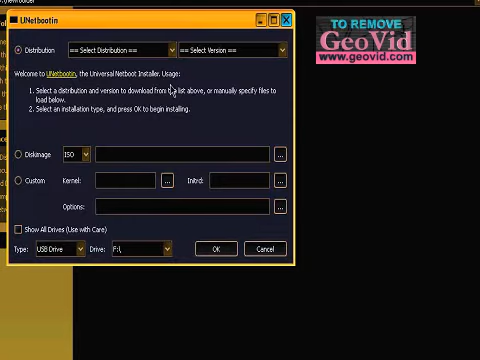 UNetbootin
TO REMOVE
GeoVid
www.geovid.com
Distribution
== Select Distribution ==
== Select Version ==
Welcome to UNetbootin, the Universal Netboot Installer. Usage:
1. Select a distribution and version to download from the list above, or manually specify files to
load below.
2. Select an installation type, and press OK to begin installing.
Diskimage
ISO
...
Custom
Kernel:
...
Initrd:
...
Options:
...
Show All Drives (Use with Care)
Type:
USB Drive
Drive:
F:\
OK
Cancel